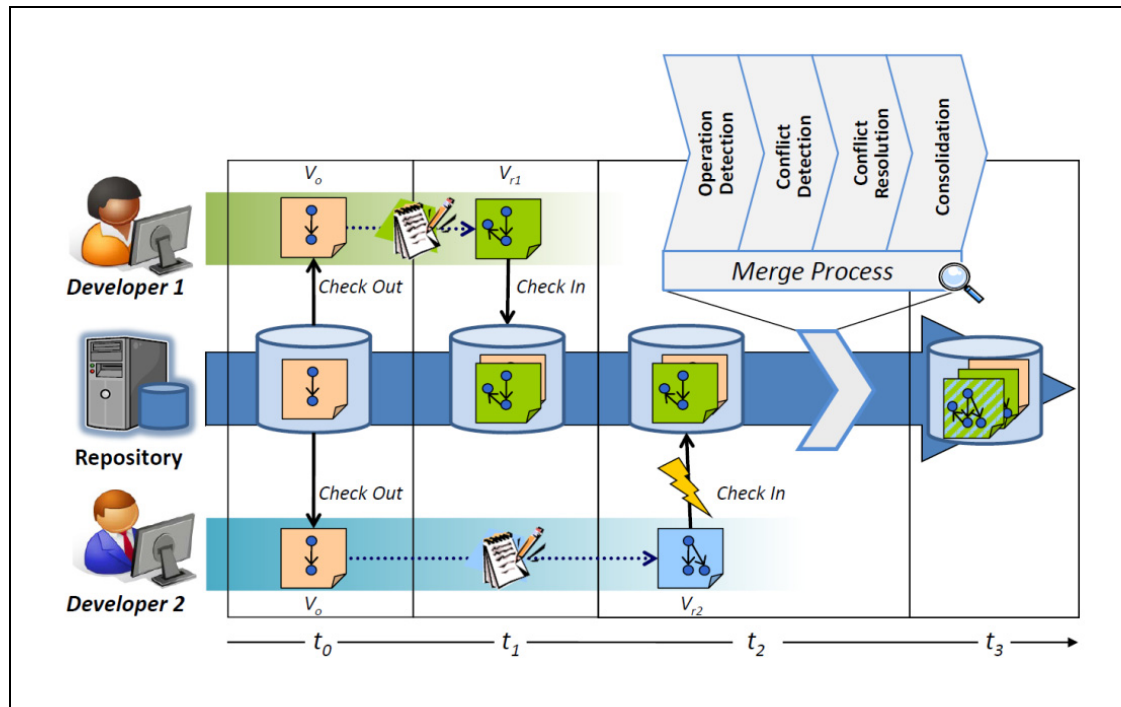 Operation
Detection
Conflict
Detection
Conflict
Resolution
Consolidation
Merge Process
Vo
Vr1
Developer 1
Check Out
Check In
Repository
Check Out
Check In
Developer 2
Vo
Vr2
t0
t1
t2
t3